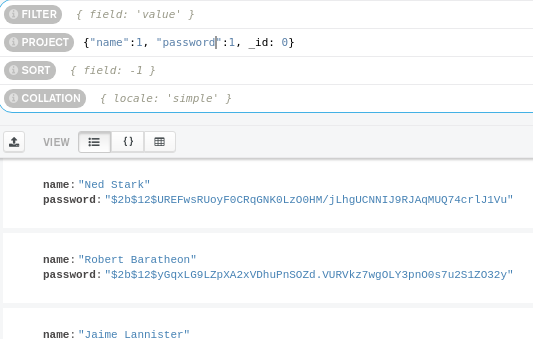 FILTER { field: 'value' }
PROJECT {"name":1, "password":1, _id: 0}
SORT { field: -1 }
COLLATION { locale: 'simple' }
VIEW { }
name: "Ned Stark"
password: "$2b$12$UREFwsRUoyF0CRqGNK0LzO0HM/jLhgUCNNIJ9RJAqMUQ74crlJ1Vu"
name: "Robert Baratheon"
password: "$2b$12$yGqxLG9LZpXA2xVDhuPnSOZd.VURVkz7wgOLY3pnO0s7u2S1ZO32y"
name: "Jaime Lannister"